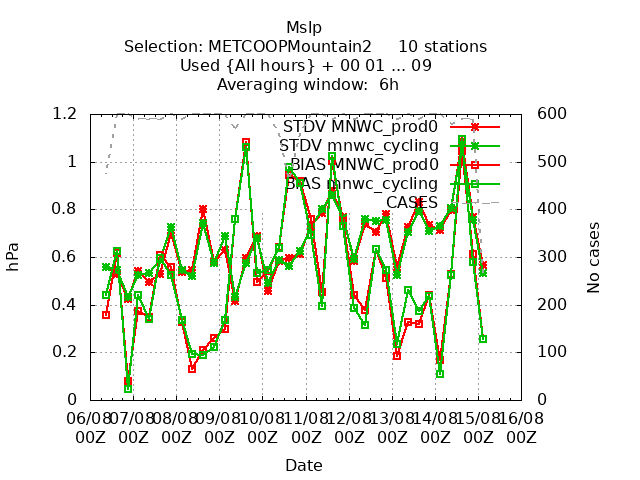 Mslp
Selection: METCOOPMountain2 10 stations
Used {All hours} + 00 01 ... 09
Averaging window: 6h
1.2 600
STDV MNWC_prod0
STDV mnwc_cycling
1 500
BIAS MNWC_prod0
BIAS mnwc_cycling
CASES
0.8 400
hPa
No cases
0.6 300
0.4 200
0.2 100
0 0
06/08 07/08 08/08 09/08 10/08 11/08 12/08 13/08 14/08 15/08 16/08
00Z 00Z 00Z 00Z 00Z 00Z 00Z 00Z 00Z 00Z 00Z
Date